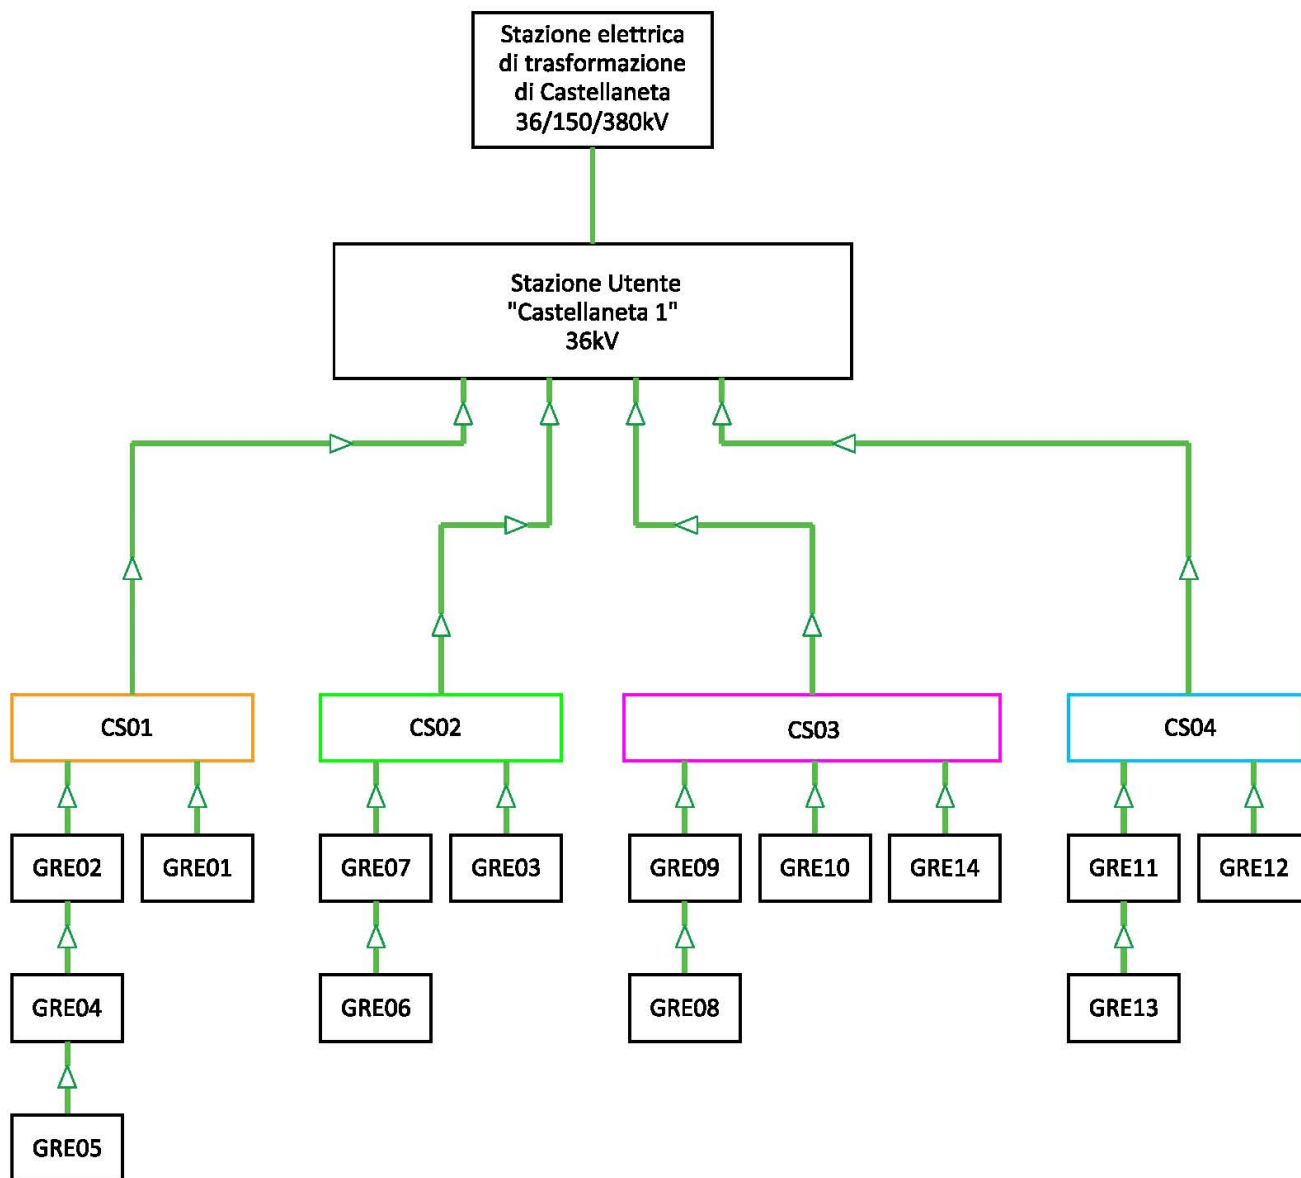 Stazione elettrica
di trasformazione
di Castellaneta
36/150/380kV
Stazione Utente
"Castellaneta 1"
36kV
CS01
CS02
CS03
CS04
GRE02
GRE01
GRE07
GRE03
GRE09
GRE10
GRE14
GRE11
GRE12
GRE04
GRE06
GRE08
GRE13
GRE05